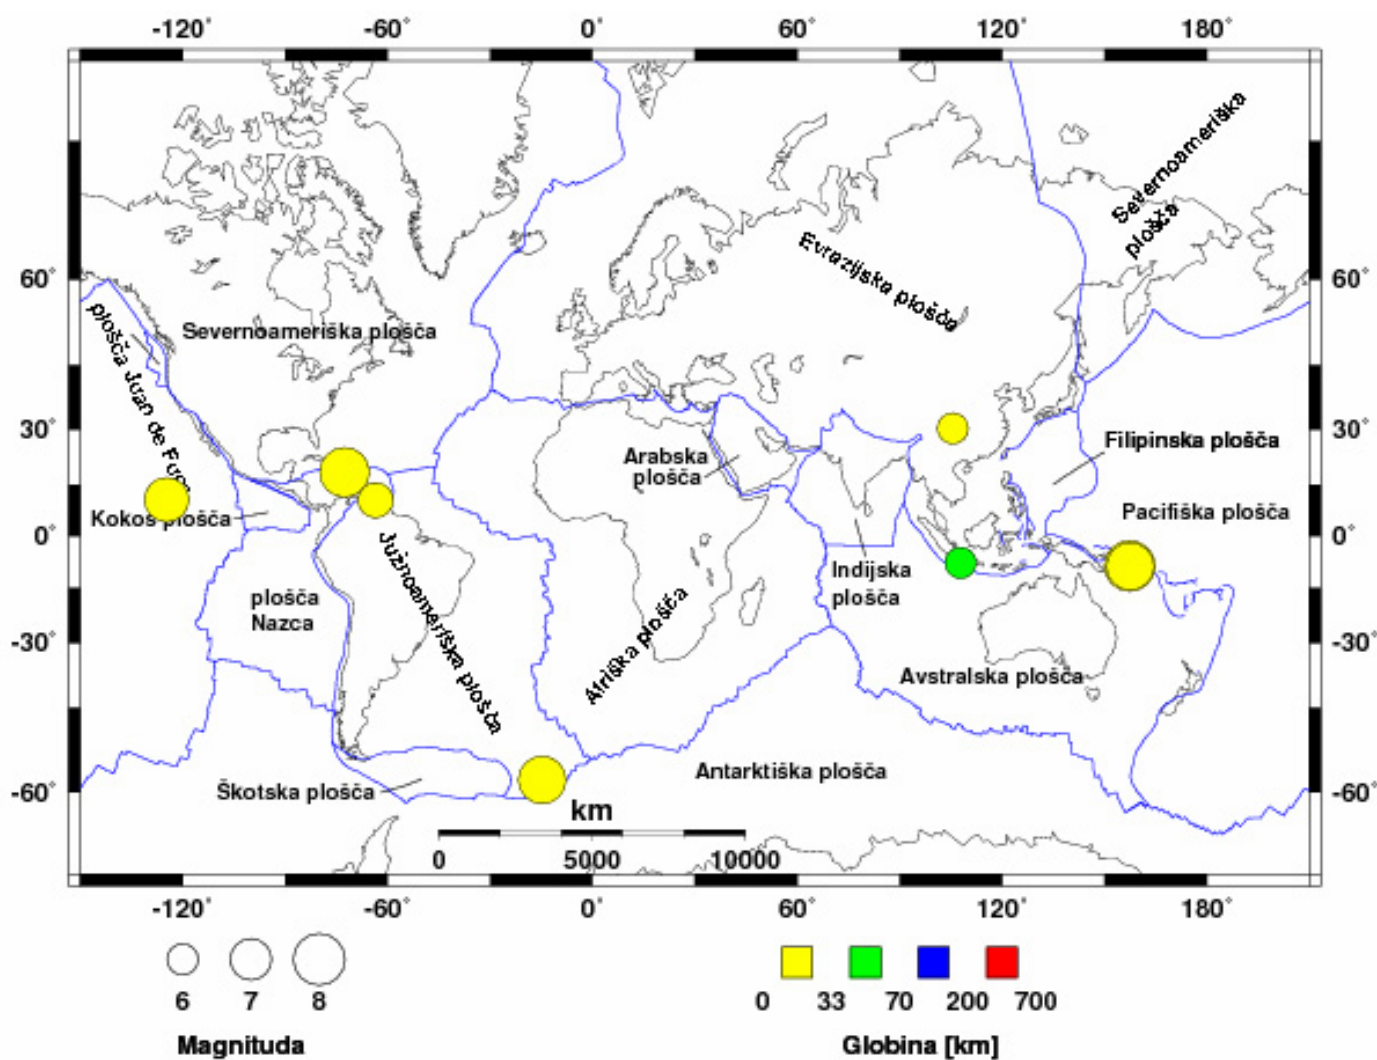 -120° -60° 0° 60° 120° 180°
Severnoameriška
plošča
Evrazijska plošča
60° 60°
Severnoameriška plošča
plošča Juan de Fuca
30° 30°
Filipinska plošča
Arabska
plošča
Pacifiška plošča
Kokos plošča
0° 0°
Južnoameriška plošča
Indijska
plošča
plošča
Nazca
Afriška plošča
-30° -30°
Avstralska plošča
Antarktiška plošča
Škotska plošča
-60° -60°
km
0 5000 10000
-120° -60° 0° 60° 120° 180°
6 7 8
0 33 70 200 700
Magnituda
Globina [km]